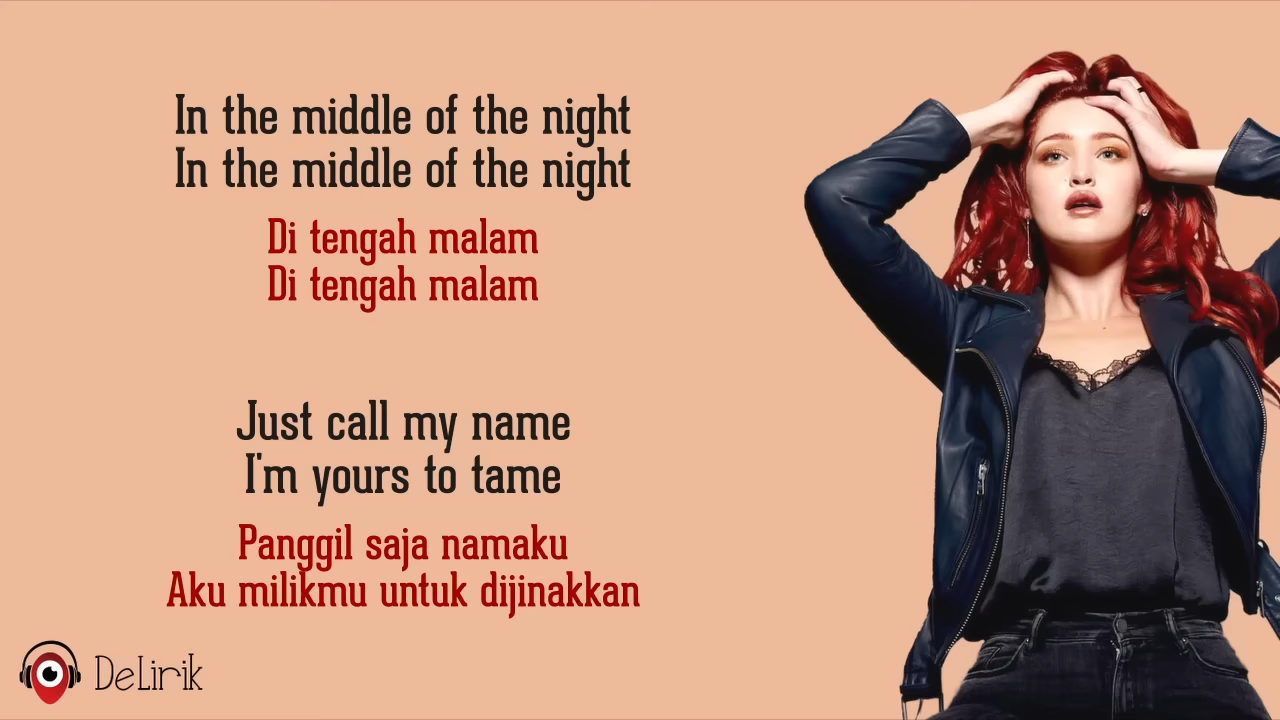 In the middle of the night
In the middle of the night
Di tengah malam
Di tengah malam
Just call my name
I'm yours to tame
Panggil saja namaku
Aku milikmu untuk dijinakkan
DeLirik